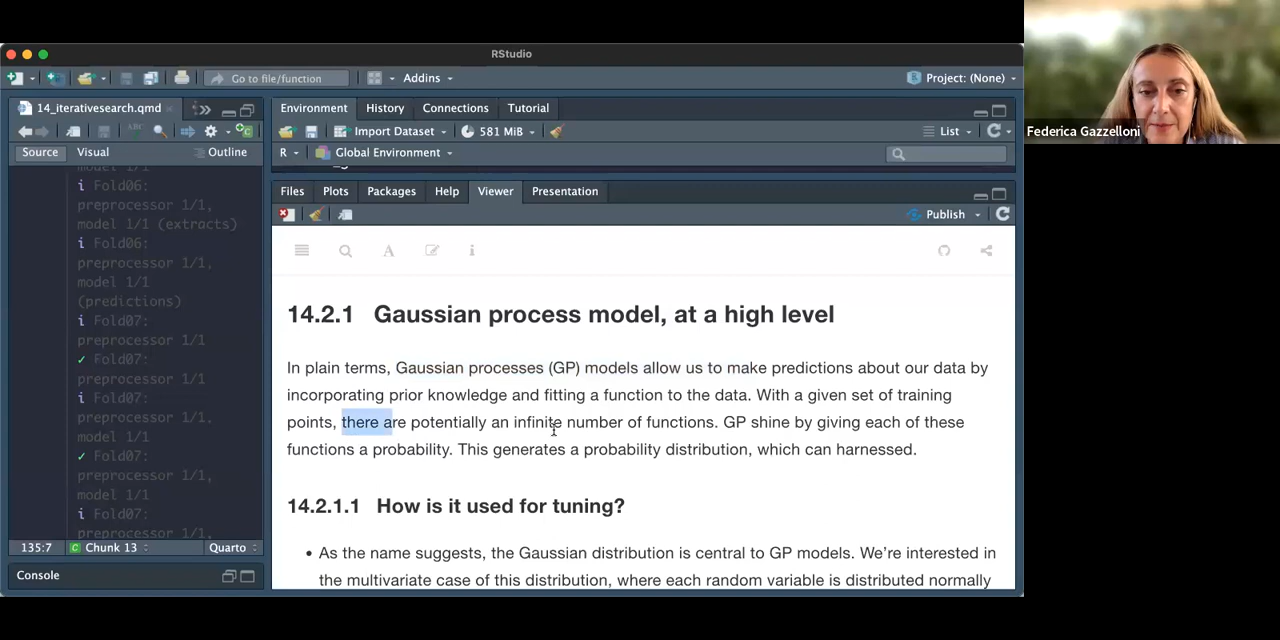 RStudio
Go to file/function
Addins
Project: (None)
14_iterativesearch.qmd
Source Visual Outline
model 1/1
i Fold06:
preprocessor 1/1,
model 1/1 (extracts)
i Fold06:
preprocessor 1/1,
model 1/1
(predictions)
i Fold07:
preprocessor 1/1
✓ Fold07:
preprocessor 1/1
i Fold07:
preprocessor 1/1,
model 1/1
✓ Fold07:
preprocessor 1/1,
model 1/1
i Fold07:
preprocessor 1/1,
135:7 Chunk 13 Quarto
Console
Environment History Connections Tutorial
Import Dataset 581 MiB List
R Global Environment
Files Plots Packages Help Viewer Presentation
Publish
14.2.1 Gaussian process model, at a high level
In plain terms, Gaussian processes (GP) models allow us to make predictions about our data by
incorporating prior knowledge and fitting a function to the data. With a given set of training
points, there are potentially an infinite number of functions. GP shine by giving each of these
functions a probability. This generates a probability distribution, which can harnessed.
14.2.1.1 How is it used for tuning?
• As the name suggests, the Gaussian distribution is central to GP models. We're interested in
the multivariate case of this distribution, where each random variable is distributed normally
Federica Gazzelloni